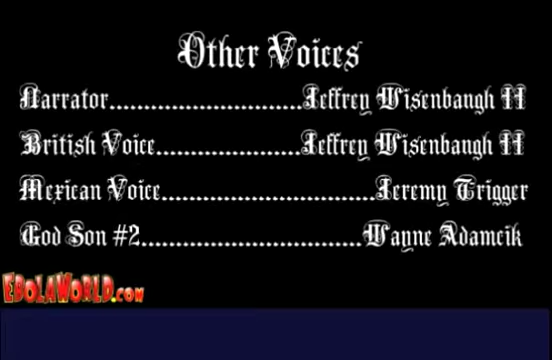 Other Voices
Narrator............................Jeffrey Wisenbaugh II
British Voice.....................Jeffrey Wisenbaugh II
Mexican Voice...............................Jeremy Trigger
God Son #2................................Wayne Adamcik
EBOLAWORLD.COM